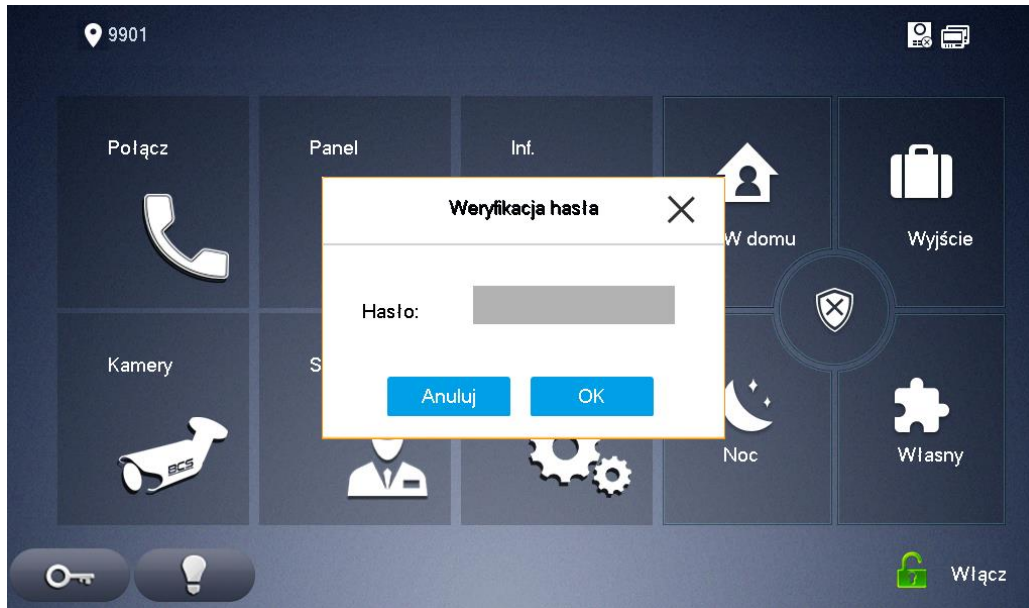 9901
Połącz
Panel
Inf.
Weryfikacja hasła
W domu
Wyjście
Hasło:
Kamery
S
Anuluj
OK
BCS
Noc
Własny
Włącz